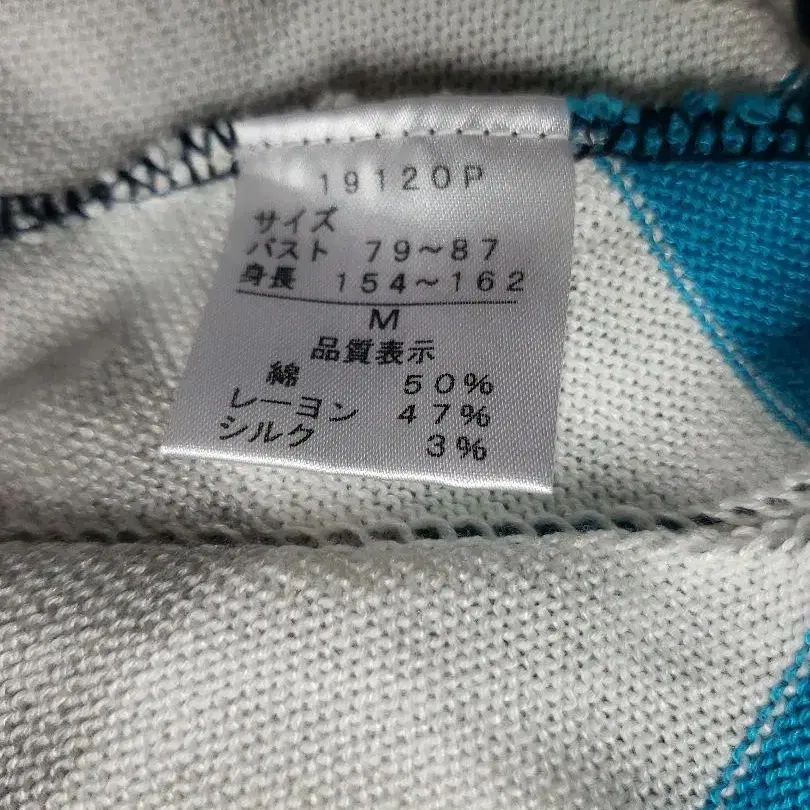 19120P
サイズ
バスト 79～87
身長 154～162
M
品質表示
綿 50%
レーヨン 47%
シルク 3%